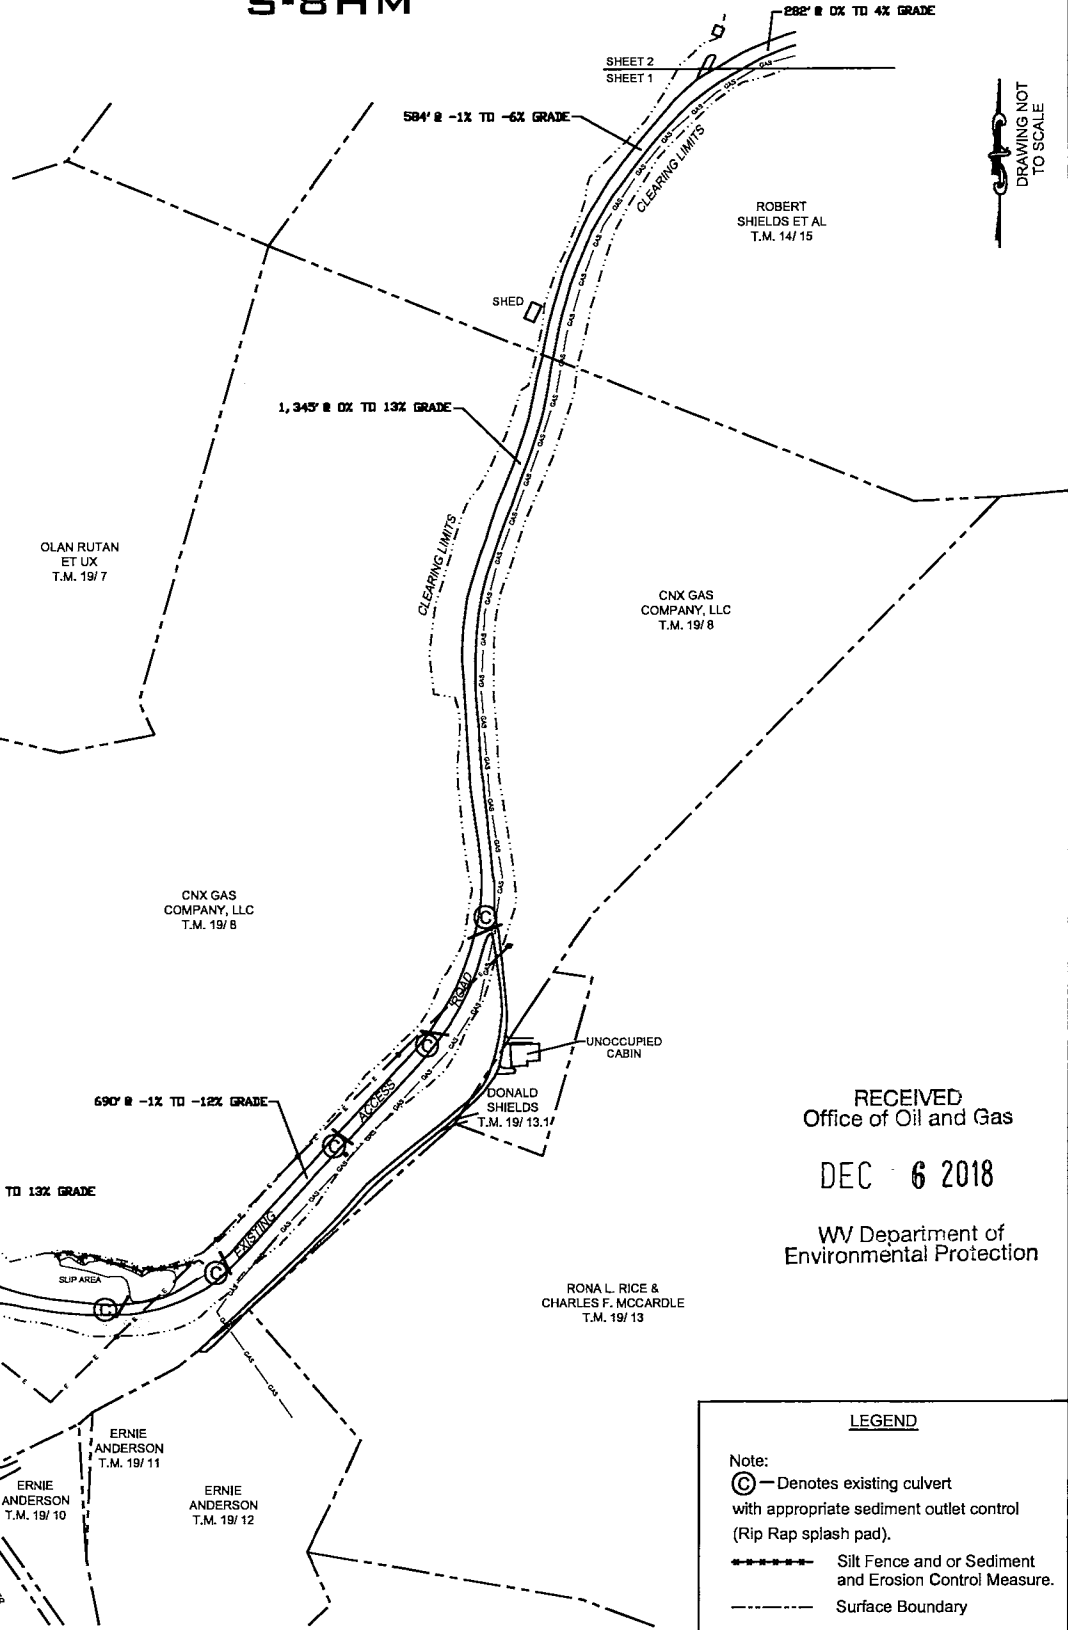 S-8HM
282' @ 0% TO 4% GRADE
SHEET 2
SHEET 1
584' @ -1% TO -6% GRADE
CLEARING LIMITS
DRAWING NOT
TO SCALE
ROBERT
SHIELDS ET AL
T.M. 14/ 15
SHED
1,345' @ 0% TO 13% GRADE
CLEARING LIMITS
OLAN RUTAN
ET UX
T.M. 19/ 7
CNX GAS
COMPANY, LLC
T.M. 19/ 8
CNX GAS
COMPANY, LLC
T.M. 19/ 8
C
ROAD
C
UNOCCUPIED
CABIN
ACCESS
DONALD
SHIELDS
T.M. 19/ 13.1
690' @ -1% TO -12% GRADE
C
RECEIVED
Office of Oil and Gas
DEC 6 2018
WV Department of
Environmental Protection
TO 13% GRADE
EXISTING
SLIP AREA
C
C
GAS
RONA L. RICE &
CHARLES F. MCCARDLE
T.M. 19/ 13
ERNIE
ANDERSON
T.M. 19/ 11
ERNIE
ANDERSON
T.M. 19/ 10
ERNIE
ANDERSON
T.M. 19/ 12
LEGEND
Note:
C — Denotes existing culvert
with appropriate sediment outlet control
(Rip Rap splash pad).
Silt Fence and or Sediment
and Erosion Control Measure.
Surface Boundary